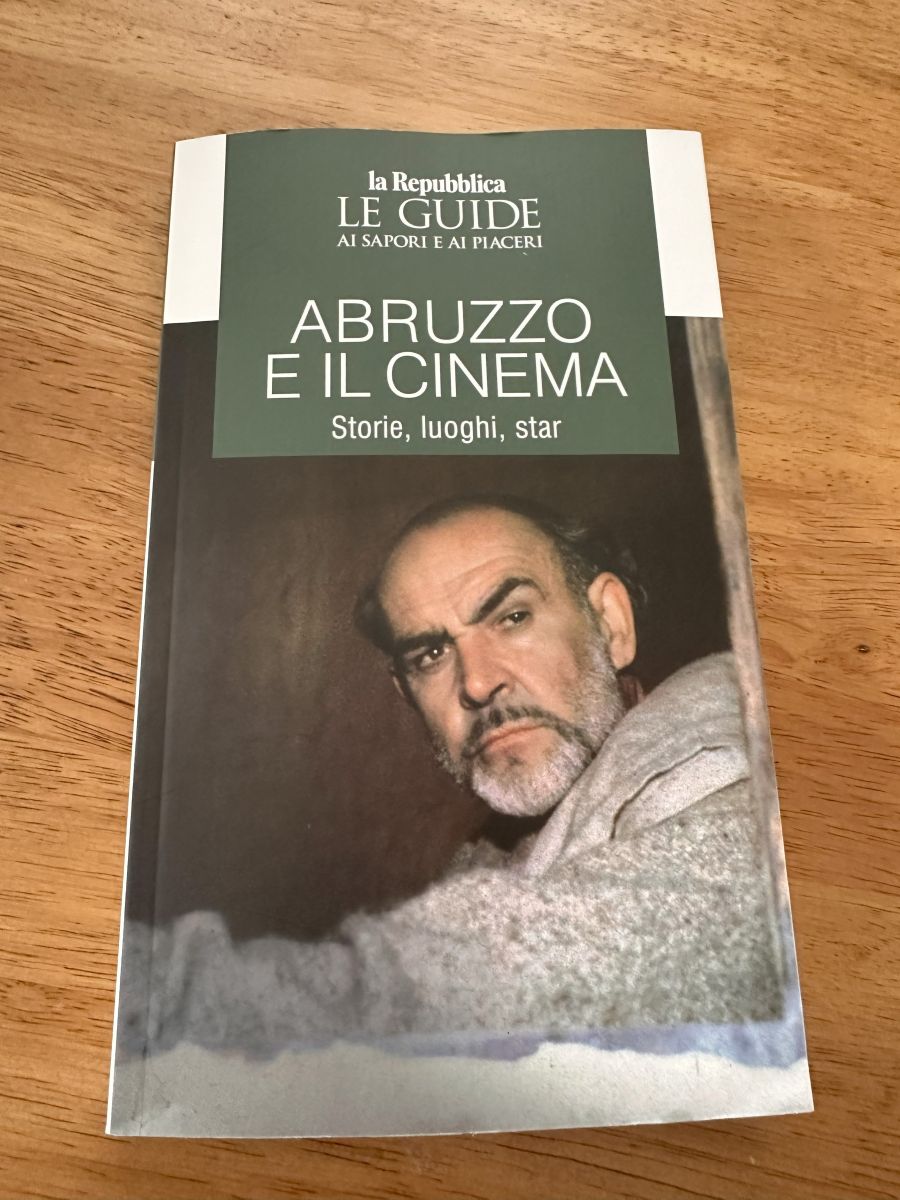 la Repubblica
LE GUIDE
AI SAPORI E AI PIACERI
ABRUZZO
E IL CINEMA
Storie, luoghi, star